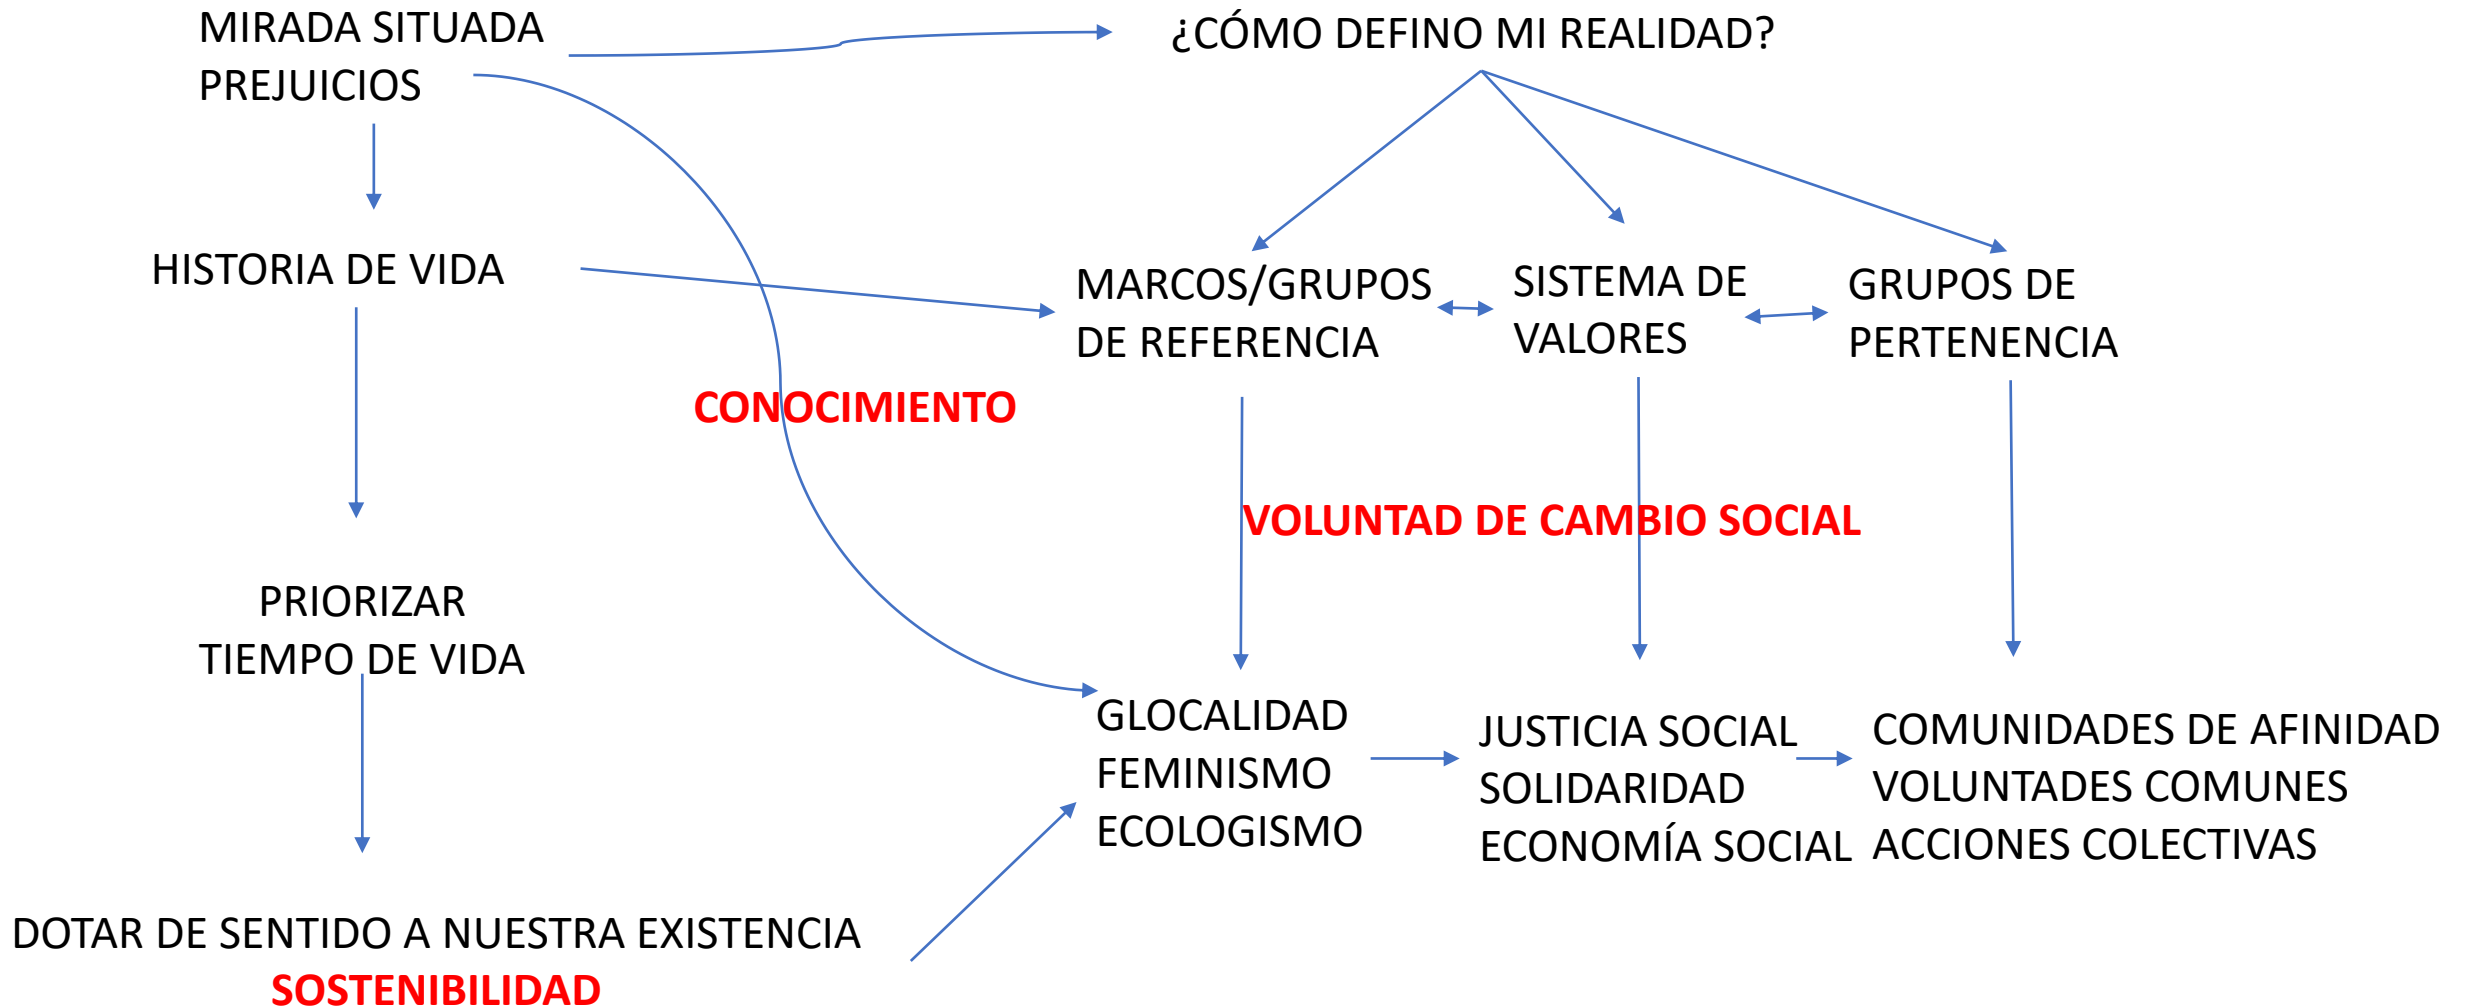 MIRADA SITUADA
PREJUICIOS
¿CÓMO DEFINO MI REALIDAD?
HISTORIA DE VIDA
MARCOS/GRUPOS
DE REFERENCIA
SISTEMA DE
VALORES
GRUPOS DE
PERTENENCIA
CONOCIMIENTO
VOLUNTAD DE CAMBIO SOCIAL
PRIORIZAR
TIEMPO DE VIDA
GLOCALIDAD
FEMINISMO
ECOLOGISMO
JUSTICIA SOCIAL
SOLIDARIDAD
ECONOMÍA SOCIAL
COMUNIDADES DE AFINIDAD
VOLUNTADES COMUNES
ACCIONES COLECTIVAS
DOTAR DE SENTIDO A NUESTRA EXISTENCIA
SOSTENIBILIDAD